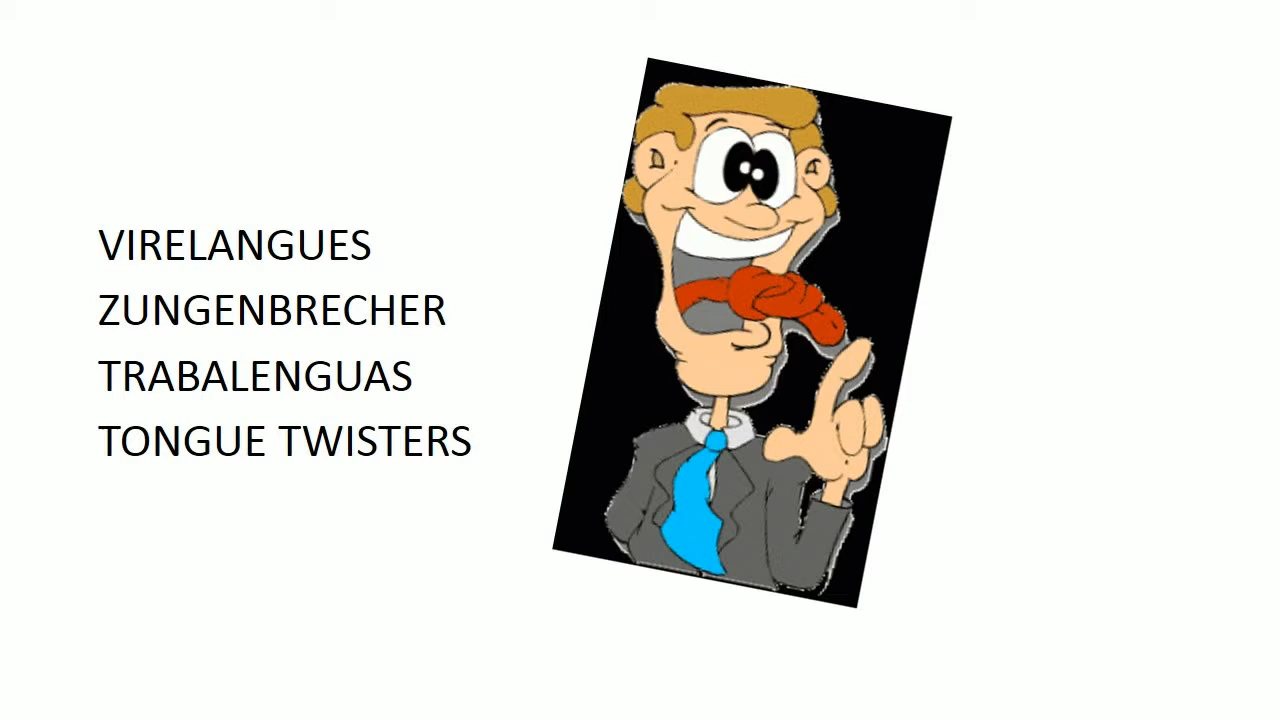 VIRELANGUES
ZUNGENBRECHER
TRABALENGUAS
TONGUE TWISTERS